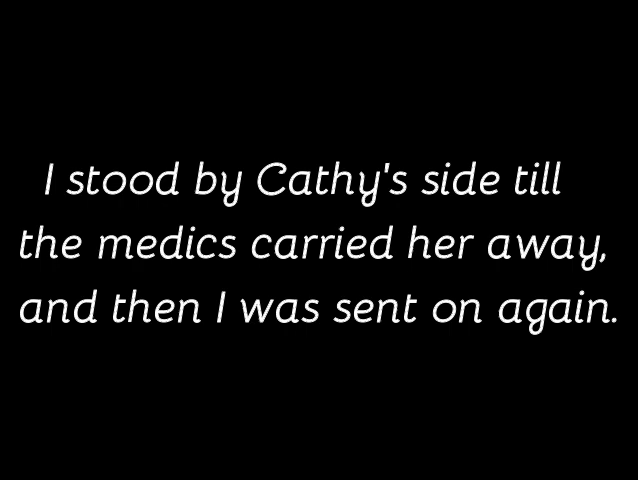 I stood by Cathy's side till
the medics carried her away,
and then I was sent on again.